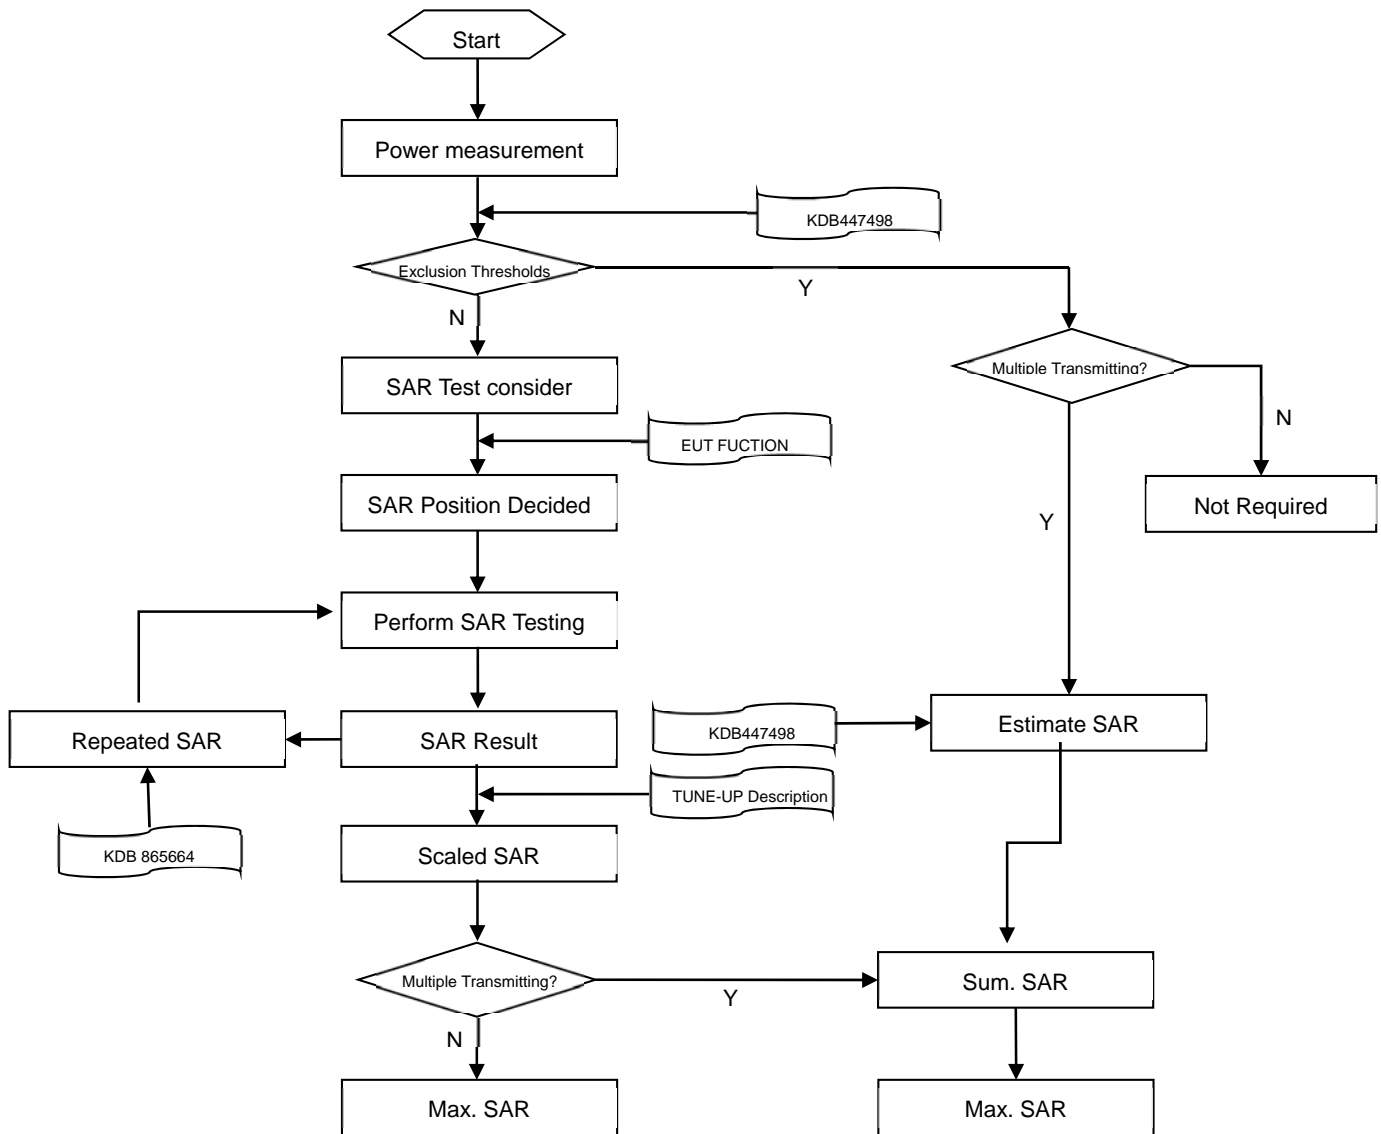 Start
Power measurement
KDB447498
Exclusion Thresholds
Y
N
Multiple Transmitting?
SAR Test consider
N
EUT FUCTION
SAR Position Decided
Not Required
Y
Perform SAR Testing
Repeated SAR
SAR Result
KDB447498
Estimate SAR
TUNE-UP Description
KDB 865664
Scaled SAR
Multiple Transmitting?
Y
Sum. SAR
N
Max. SAR
Max. SAR